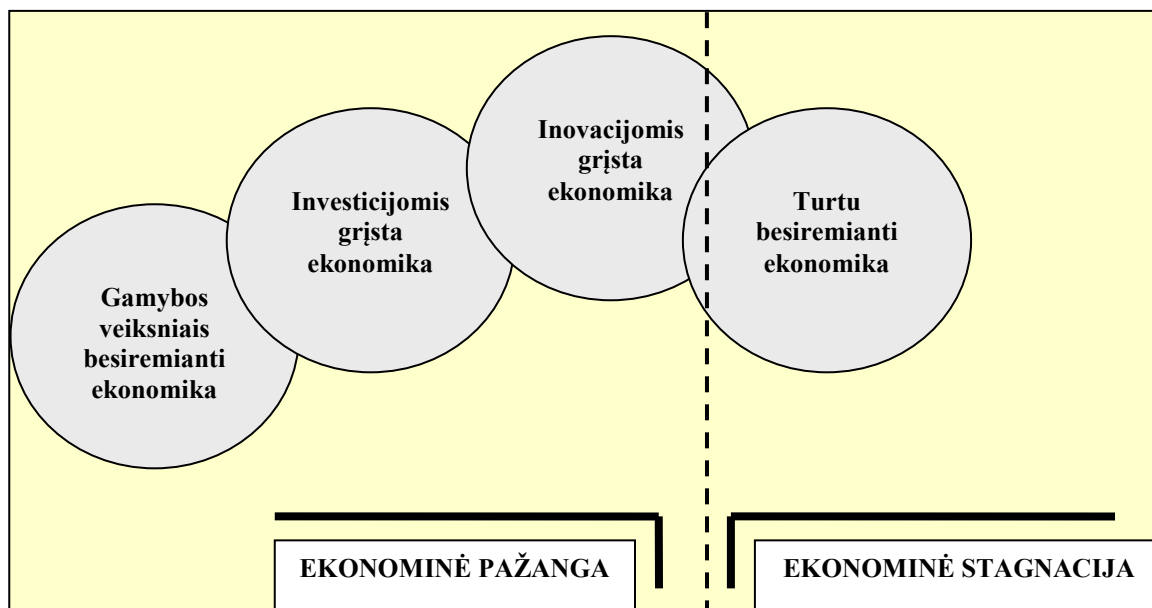 Gamybos
veiksniais
besiremianti
ekonomika
Investicijomis
grįsta
ekonomika
Inovacijomis
grįsta
ekonomika
Turtu
besiremianti
ekonomika
EKONOMINĖ PAŽANGA
EKONOMINĖ STAGNACIJA